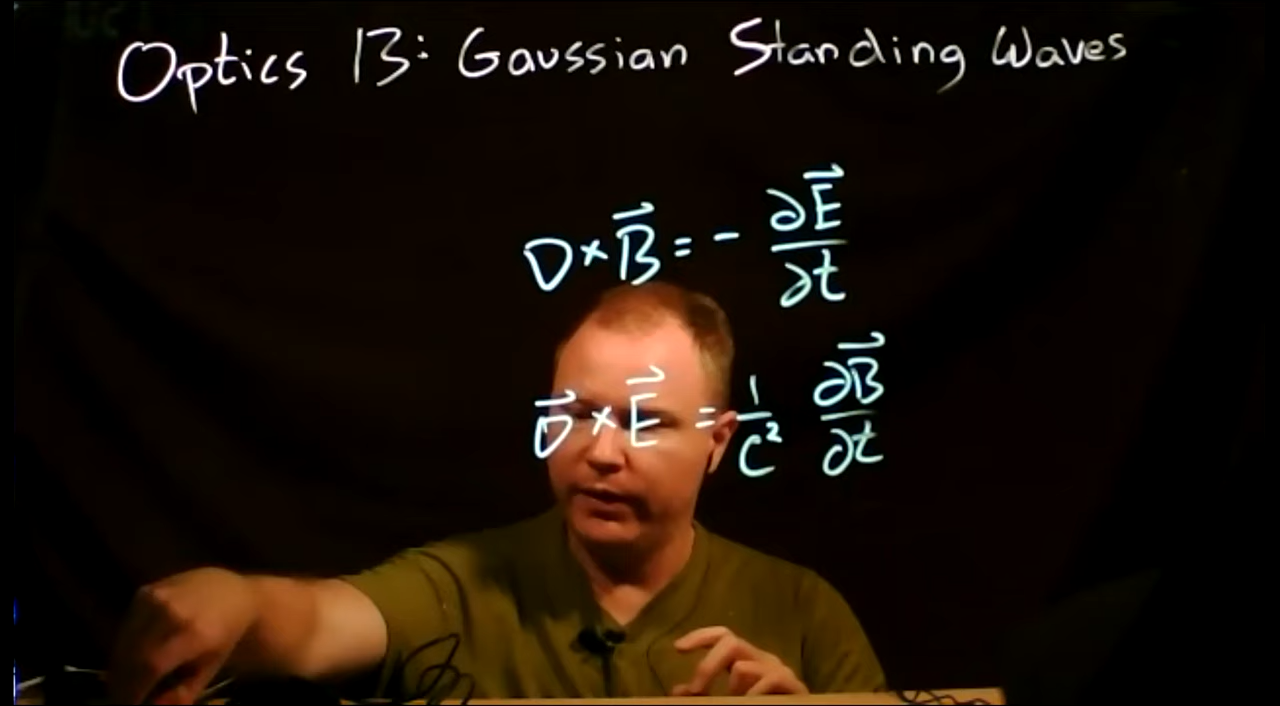 Optics 13: Gaussian Standing Waves
∇×B⃗ = - ∂E⃗/∂t
∇⃗×E⃗ = 1/c² ∂B⃗/∂t